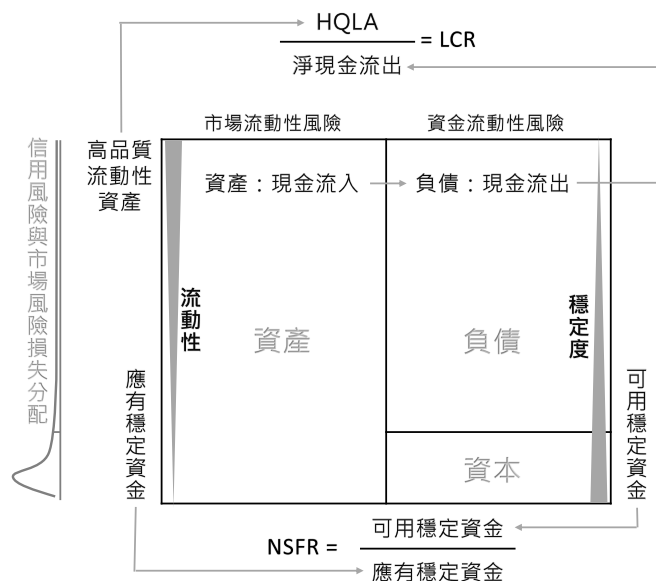 HQLA
= LCR
淨現金流出
市場流動性風險
資金流動性風險
信用風險與市場風險損失分配
高品質
流動性
資產
資產：現金流入
負債：現金流出
流動性
穩定度
資產
負債
應有穩定資金
可用穩定資金
資本
NSFR =
可用穩定資金
應有穩定資金